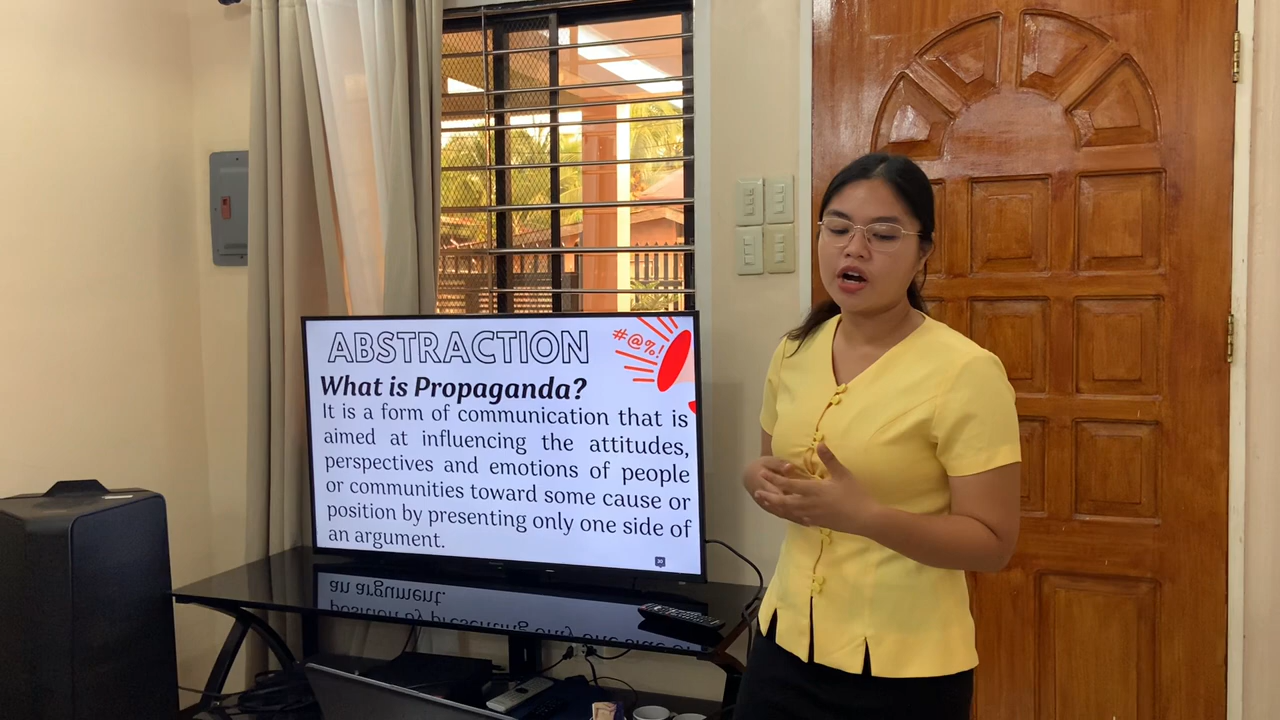 ABSTRACTION
#@%!
What is Propaganda?
It is a form of communication that is
aimed at influencing the attitudes,
perspectives and emotions of people
or communities toward some cause or
position by presenting only one side of
an argument.